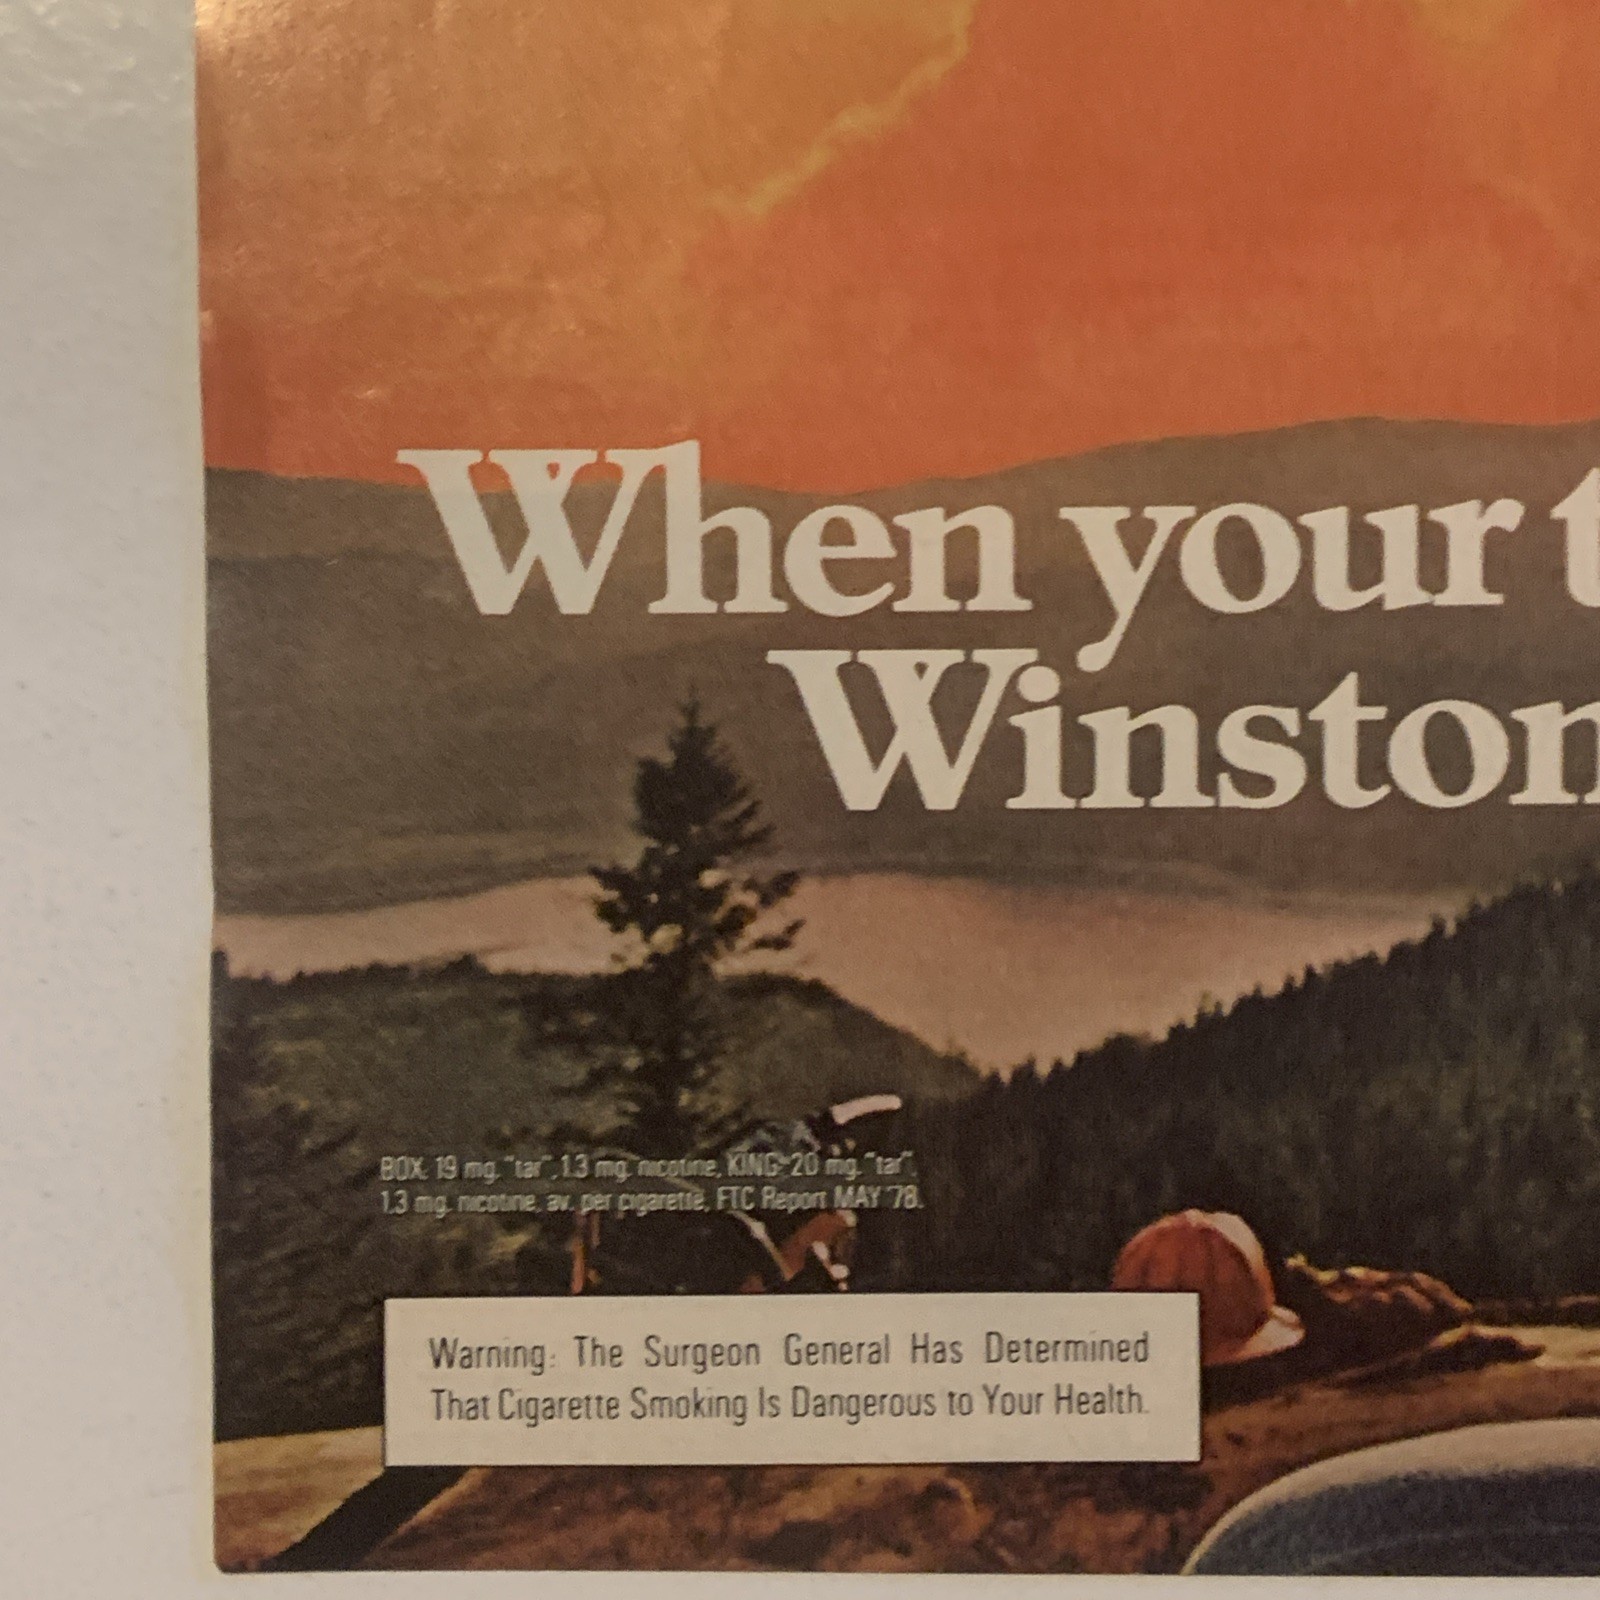 When your t
Winston
BOX: 19 mg. "tar", 1.3 mg. nicotine, KING: 20 mg. "tar",
1.3 mg. nicotine, av. per cigarette, FTC Report MAY '78.
Warning: The Surgeon General Has Determined
That Cigarette Smoking Is Dangerous to Your Health.